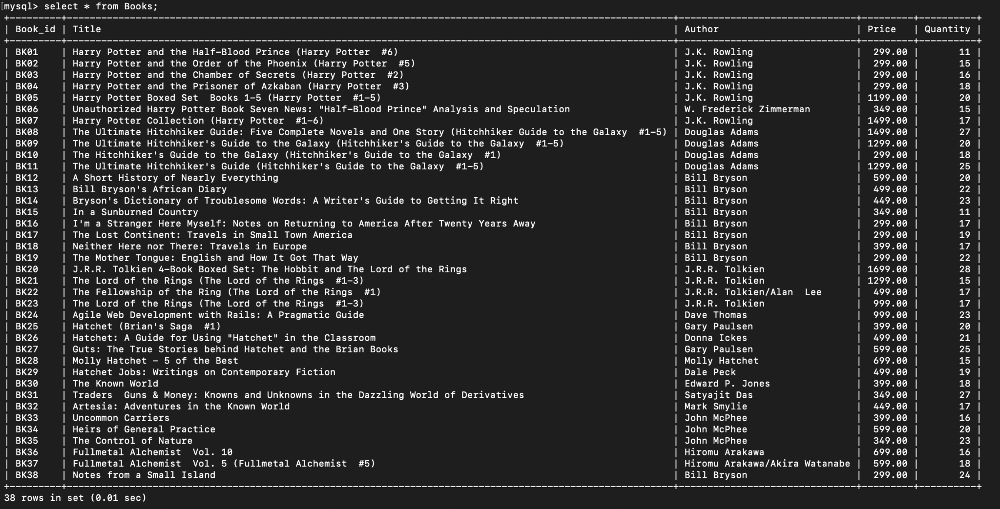 [mysql> select * from Books;
+---------+----------------------------------------------------------------------------------------------------------+-------------------------------+---------+----------+
| Book_id | Title                                                                                                    | Author                        | Price   | Quantity |
+---------+----------------------------------------------------------------------------------------------------------+-------------------------------+---------+----------+
| BK01    | Harry Potter and the Half-Blood Prince (Harry Potter  #6)                                                | J.K. Rowling                  |  299.00 |       11 |
| BK02    | Harry Potter and the Order of the Phoenix (Harry Potter  #5)                                             | J.K. Rowling                  |  299.00 |       15 |
| BK03    | Harry Potter and the Chamber of Secrets (Harry Potter  #2)                                               | J.K. Rowling                  |  299.00 |       16 |
| BK04    | Harry Potter and the Prisoner of Azkaban (Harry Potter  #3)                                              | J.K. Rowling                  |  299.00 |       18 |
| BK05    | Harry Potter Boxed Set  Books 1-5 (Harry Potter  #1-5)                                                   | J.K. Rowling                  | 1199.00 |       20 |
| BK06    | Unauthorized Harry Potter Book Seven News: "Half-Blood Prince" Analysis and Speculation                  | W. Frederick Zimmerman        |  349.00 |       15 |
| BK07    | Harry Potter Collection (Harry Potter  #1-6)                                                             | J.K. Rowling                  | 1499.00 |       17 |
| BK08    | The Ultimate Hitchhiker Guide: Five Complete Novels and One Story (Hitchhiker Guide to the Galaxy  #1-5) | Douglas Adams                 | 1499.00 |       27 |
| BK09    | The Ultimate Hitchhiker's Guide to the Galaxy (Hitchhiker's Guide to the Galaxy  #1-5)                   | Douglas Adams                 | 1299.00 |       20 |
| BK10    | The Hitchhiker's Guide to the Galaxy (Hitchhiker's Guide to the Galaxy  #1)                              | Douglas Adams                 |  299.00 |       18 |
| BK11    | The Ultimate Hitchhiker's Guide (Hitchhiker's Guide to the Galaxy  #1-5)                                 | Douglas Adams                 | 1299.00 |       25 |
| BK12    | A Short History of Nearly Everything                                                                     | Bill Bryson                   |  599.00 |       20 |
| BK13    | Bill Bryson's African Diary                                                                              | Bill Bryson                   |  499.00 |       22 |
| BK14    | Bryson's Dictionary of Troublesome Words: A Writer's Guide to Getting It Right                           | Bill Bryson                   |  449.00 |       23 |
| BK15    | In a Sunburned Country                                                                                   | Bill Bryson                   |  349.00 |       11 |
| BK16    | I'm a Stranger Here Myself: Notes on Returning to America After Twenty Years Away                        | Bill Bryson                   |  299.00 |       17 |
| BK17    | The Lost Continent: Travels in Small Town America                                                        | Bill Bryson                   |  299.00 |       19 |
| BK18    | Neither Here nor There: Travels in Europe                                                                | Bill Bryson                   |  399.00 |       17 |
| BK19    | The Mother Tongue: English and How It Got That Way                                                       | Bill Bryson                   |  299.00 |       22 |
| BK20    | J.R.R. Tolkien 4-Book Boxed Set: The Hobbit and The Lord of the Rings                                    | J.R.R. Tolkien                | 1699.00 |       28 |
| BK21    | The Lord of the Rings (The Lord of the Rings  #1-3)                                                      | J.R.R. Tolkien                | 1299.00 |       15 |
| BK22    | The Fellowship of the Ring (The Lord of the Rings  #1)                                                   | J.R.R. Tolkien/Alan  Lee      |  499.00 |       17 |
| BK23    | The Lord of the Rings (The Lord of the Rings  #1-3)                                                      | J.R.R. Tolkien                |  999.00 |       17 |
| BK24    | Agile Web Development with Rails: A Pragmatic Guide                                                      | Dave Thomas                   |  999.00 |       23 |
| BK25    | Hatchet (Brian's Saga  #1)                                                                               | Gary Paulsen                  |  399.00 |       20 |
| BK26    | Hatchet: A Guide for Using "Hatchet" in the Classroom                                                    | Donna Ickes                   |  499.00 |       21 |
| BK27    | Guts: The True Stories behind Hatchet and the Brian Books                                                | Gary Paulsen                  |  599.00 |       25 |
| BK28    | Molly Hatchet - 5 of the Best                                                                            | Molly Hatchet                 |  699.00 |       15 |
| BK29    | Hatchet Jobs: Writings on Contemporary Fiction                                                           | Dale Peck                     |  499.00 |       19 |
| BK30    | The Known World                                                                                          | Edward P. Jones               |  399.00 |       18 |
| BK31    | Traders  Guns & Money: Knowns and Unknowns in the Dazzling World of Derivatives                          | Satyajit Das                  |  349.00 |       27 |
| BK32    | Artesia: Adventures in the Known World                                                                   | Mark Smylie                   |  449.00 |       17 |
| BK33    | Uncommon Carriers                                                                                        | John McPhee                   |  399.00 |       16 |
| BK34    | Heirs of General Practice                                                                                | John McPhee                   |  599.00 |       20 |
| BK35    | The Control of Nature                                                                                    | John McPhee                   |  349.00 |       23 |
| BK36    | Fullmetal Alchemist  Vol. 10                                                                             | Hiromu Arakawa                |  699.00 |       16 |
| BK37    | Fullmetal Alchemist  Vol. 5 (Fullmetal Alchemist  #5)                                                    | Hiromu Arakawa/Akira Watanabe |  599.00 |       18 |
| BK38    | Notes from a Small Island                                                                                | Bill Bryson                   |  299.00 |       24 |
+---------+----------------------------------------------------------------------------------------------------------+-------------------------------+---------+----------+
38 rows in set (0.01 sec)